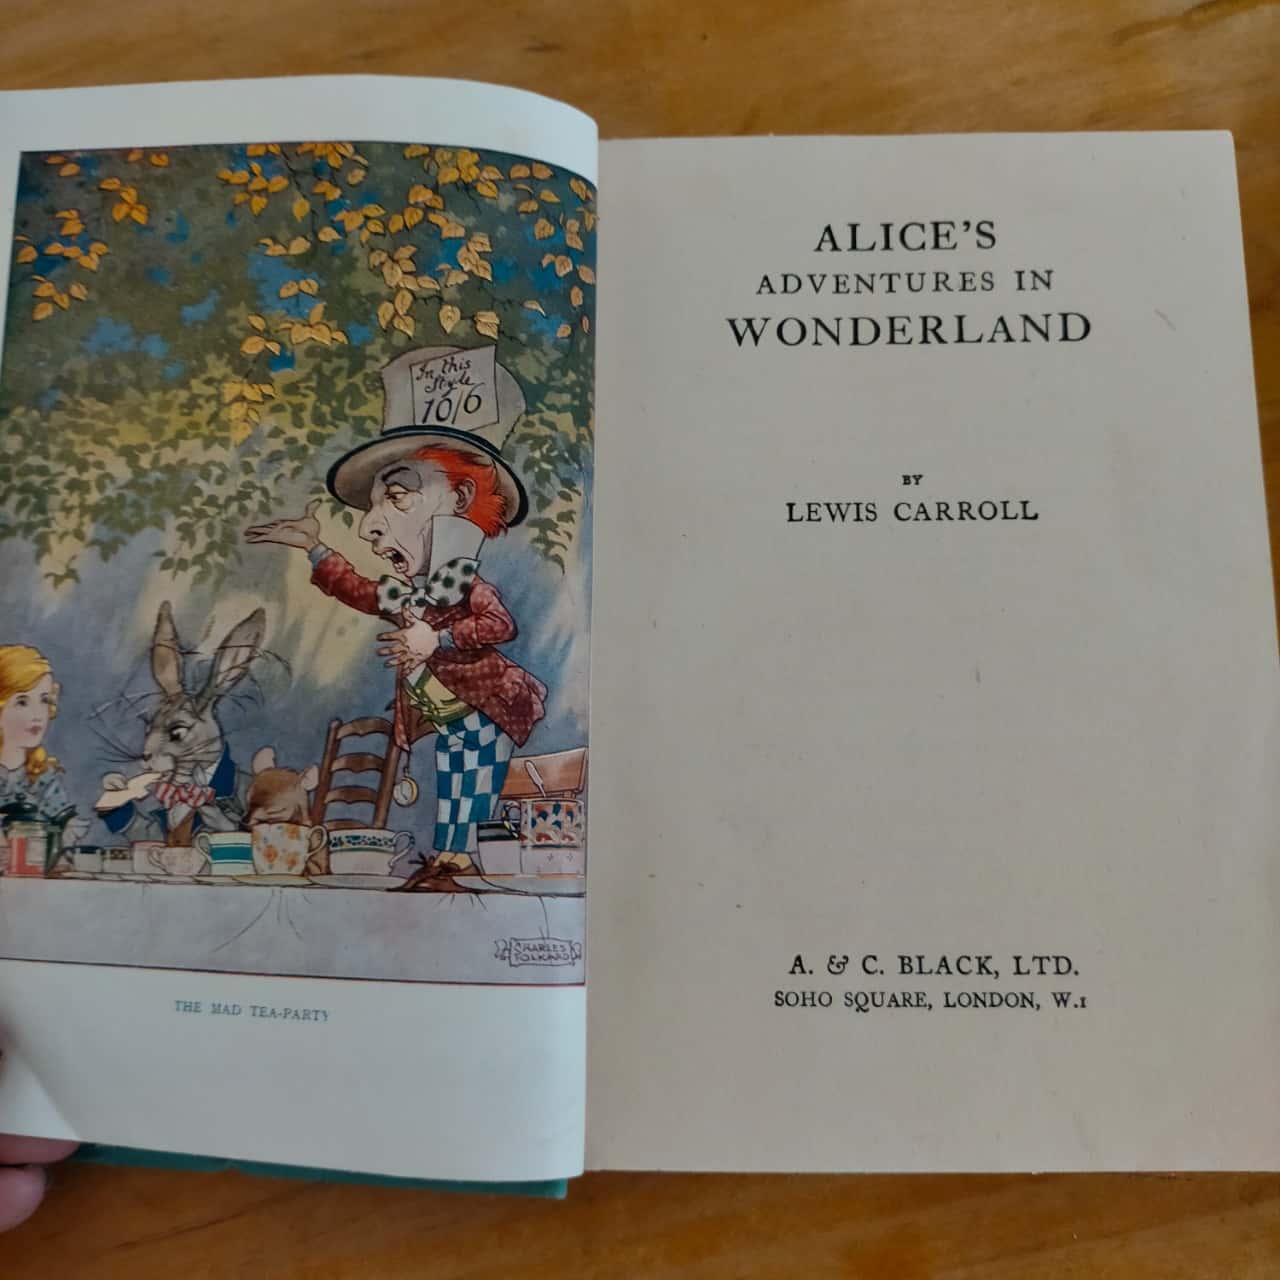 In this
Style
10/6
CHARLES
FOLKARD
THE MAD TEA-PARTY
ALICE'S
ADVENTURES IN
WONDERLAND
BY
LEWIS CARROLL
A. & C. BLACK, LTD.
SOHO SQUARE, LONDON, W.1